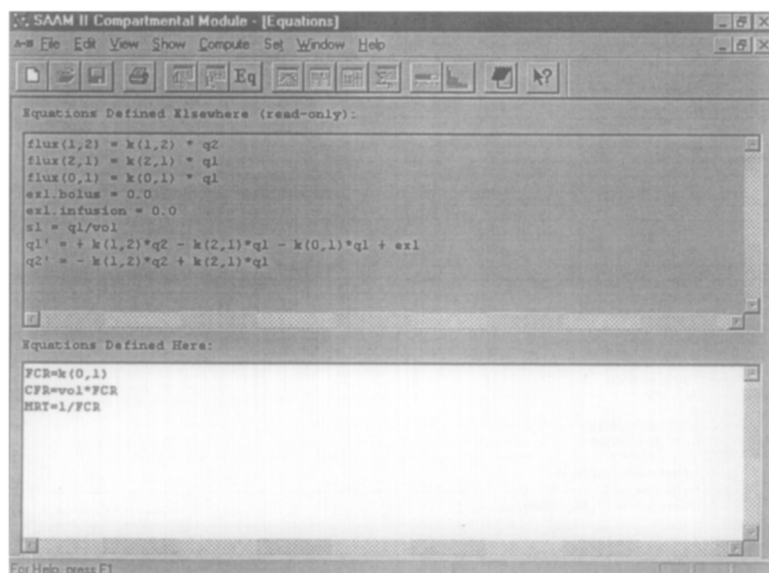 SAAM II Compartmental Module - [Equations]
File Edit View Show Compute Set Window Help
Eq
Equations Defined Elsewhere (read-only):
flux(1,2) = k(1,2) * q2
flux(2,1) = k(2,1) * q1
flux(0,1) = k(0,1) * q1
ex1.bolus = 0.0
ex1.infusion = 0.0
s1 = q1/vol
q1' = + k(1,2)*q2 - k(2,1)*q1 - k(0,1)*q1 + ex1
q2' = - k(1,2)*q2 + k(2,1)*q1
Equations Defined Here:
FCR=k(0,1)
CFR=vol*FCR
MRT=1/FCR
For Help, press F1